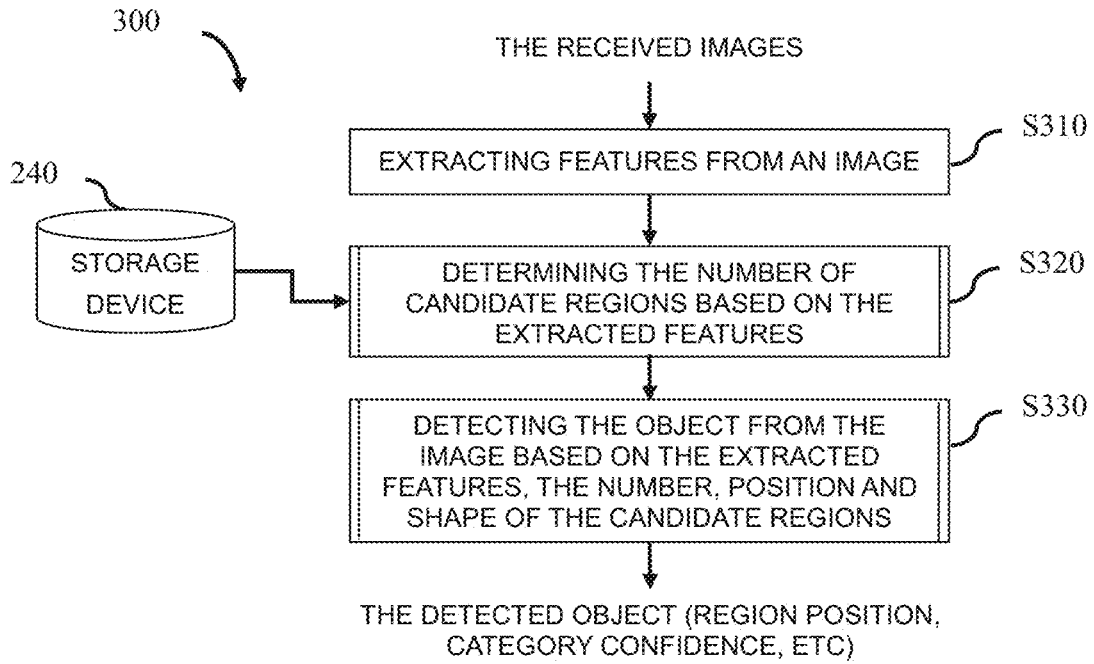 300
THE RECEIVED IMAGES
S310
EXTRACTING FEATURES FROM AN IMAGE
240
STORAGE
DEVICE
S320
DETERMINING THE NUMBER OF
CANDIDATE REGIONS BASED ON THE
EXTRACTED FEATURES
S330
DETECTING THE OBJECT FROM THE
IMAGE BASED ON THE EXTRACTED
FEATURES, THE NUMBER, POSITION AND
SHAPE OF THE CANDIDATE REGIONS
THE DETECTED OBJECT (REGION POSITION,
CATEGORY CONFIDENCE, ETC)